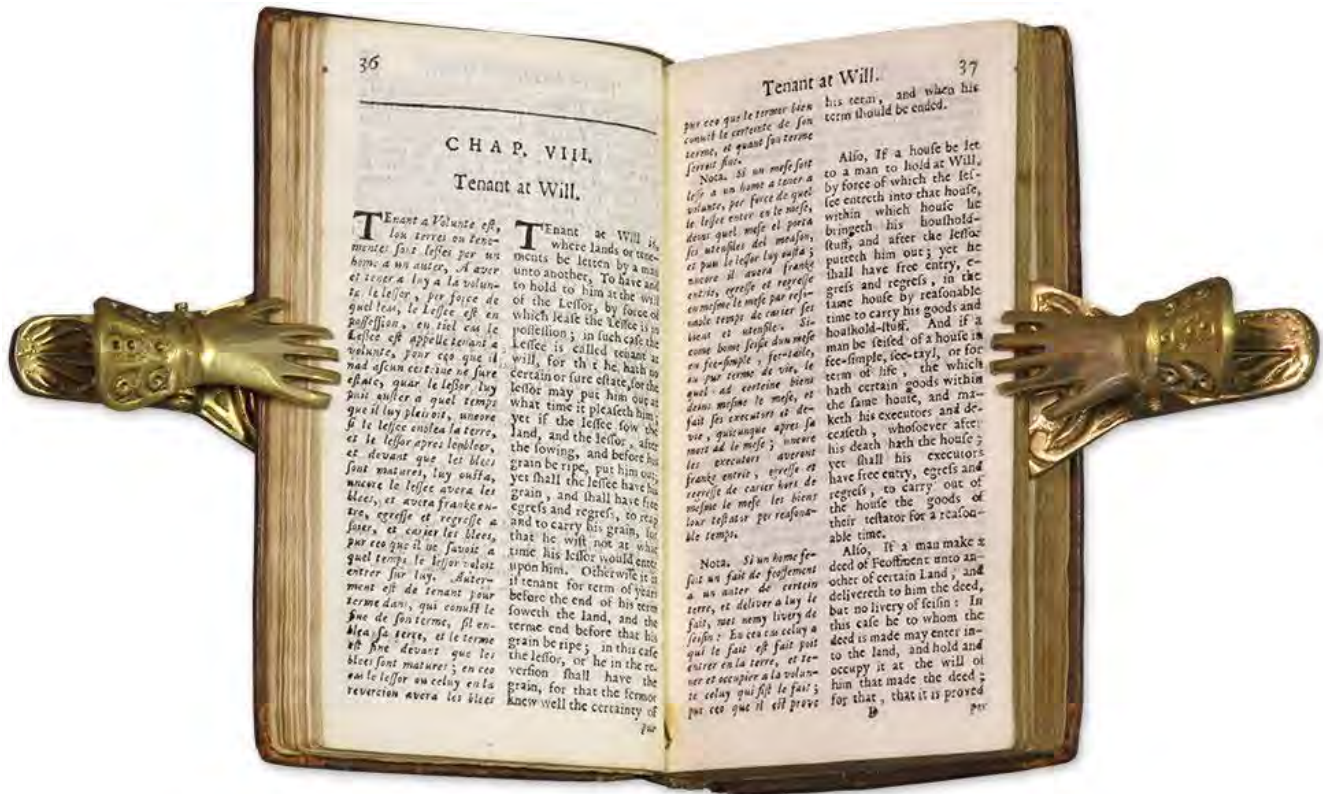 36
CHAP. VIII.
Tenant at Will.
TEnant a Volunte est,
lou terres ou tene-
mentes sont lesses per un
home a un auter, A aver
et tener a luy a la volun-
te le lessor, per force de
quel leas, le Lessee est en
possession, en tiel cas le
Lessee est appelle tenant a
volunte, pour ceo que il
nad ascun certaine ne sure
estate, quar le lessor luy
poit ouster a quel temps
que il luy pleisoit, uncore
si le lessee enblea la terre,
et le lessor apres lenbleer,
et devant que les blees
sont matures, luy ousta,
uncore le lessee avera les
blees, et avera franke en-
tre, egresse et regresse a
scier, et carier les blees,
pur ceo que il ne savoit a
quel temps le lessor voloit
entrer sur luy. Auter-
ment est de tenant pour
terme dans, qui conust le
fine de son terme, sil en-
blea sa terre, et le terme
est fine devant que les
blees sont matures; en ceo
cas le lessor ou celuy en la
revercion avera les blees
TEnant at Will is,
where lands or tene-
ments be letten by a man
unto another, To have and
to hold to him at the will
of the Lessor, by force of
which lease the Lessee is in
possession; in such case the
Lessee is called tenant at
will, for th t he hath no
certain or sure estate, for the
lessor may put him out at
what time it pleaseth him;
yet if the lessee sow the
land, and the lessor, after
the sowing, and before his
grain be ripe, put him out;
yet shall the lessee have his
grain, and shall have free
egress and regress, to reap
and to carry his grain, for
that he wist not at what
time his lessor would enter
upon him. Otherwise it is
if tenant for term of years
before the end of his term
soweth the land, and the
terme end before that his
grain be ripe; in this case
the lessor, or he in the re-
version shall have the
grain, for that the fermor
knew well the certainty of
pur
Tenant at Will. 37
pur ceo que le termer bien
conust le certeinte de son
terme, et quant son terme
serroit fine.
Nota. Si un mese soit
lesse a un home a tener a
volunte, per force de quel
le lessee enter en le mese,
deins quel mese el porta
ses utensiles del meason,
et puis le lessor luy ousta;
uncore il avera franke
entrie, egresse et regresse
en mesme le mese par reso-
nable temps de carier ses
biens et utensile. Si-
come home seisie dun mese
en fee-simple, fee-taile,
ou pur terme de vie, le
quel ad certeine biens
deins mesme le mese, et
fait ses executors et de-
vie, quicunque apres sa
mort ad le mese; uncore
les executors averont
franke entrie, egresse et
regresse de carier hors de
mesme le mese les biens
lour testator per reasona-
ble temps.
Nota. Si un home fe-
soit un fait de feoffement
a un auter de certein
terre, et deliver a luy le
fait, mes nemy livery de
seisin: En ceo cas celuy a
qui le fait est fait poit
entrer en la terre, et te-
ner et occupier a la volun-
te celuy qui fist le fait;
pur ceo que il est prove
his term, and when his
term should be ended.
Also, If a house be let
to a man to hold at Will,
by force of which the les-
see entreth into that house,
within which house he
bringeth his houshold-
stuff, and after the lessor
putteth him out; yet he
shall have free entry, e-
gress and regress, in the
same house by reasonable
time to carry his goods and
houshold-stuff. And if a
man be seised of a house in
fee-simple, fee-tayl, or for
term of life, the which
hath certain goods within
the same house, and ma-
keth his executors and de-
ceaseth, whosoever after
his death hath the house;
yet shall his executors
have free entry, egress and
regress, to carry out of
the house the goods of
their testator for a reason-
able time.
Also, If a man make a
deed of Feoffment unto an-
other of certain Land, and
delivereth to him the deed,
but no livery of seisin: In
this case he to whom the
deed is made may enter in-
to the land, and hold and
occupy it at the will of
him that made the deed;
for that, that it is proved
D per